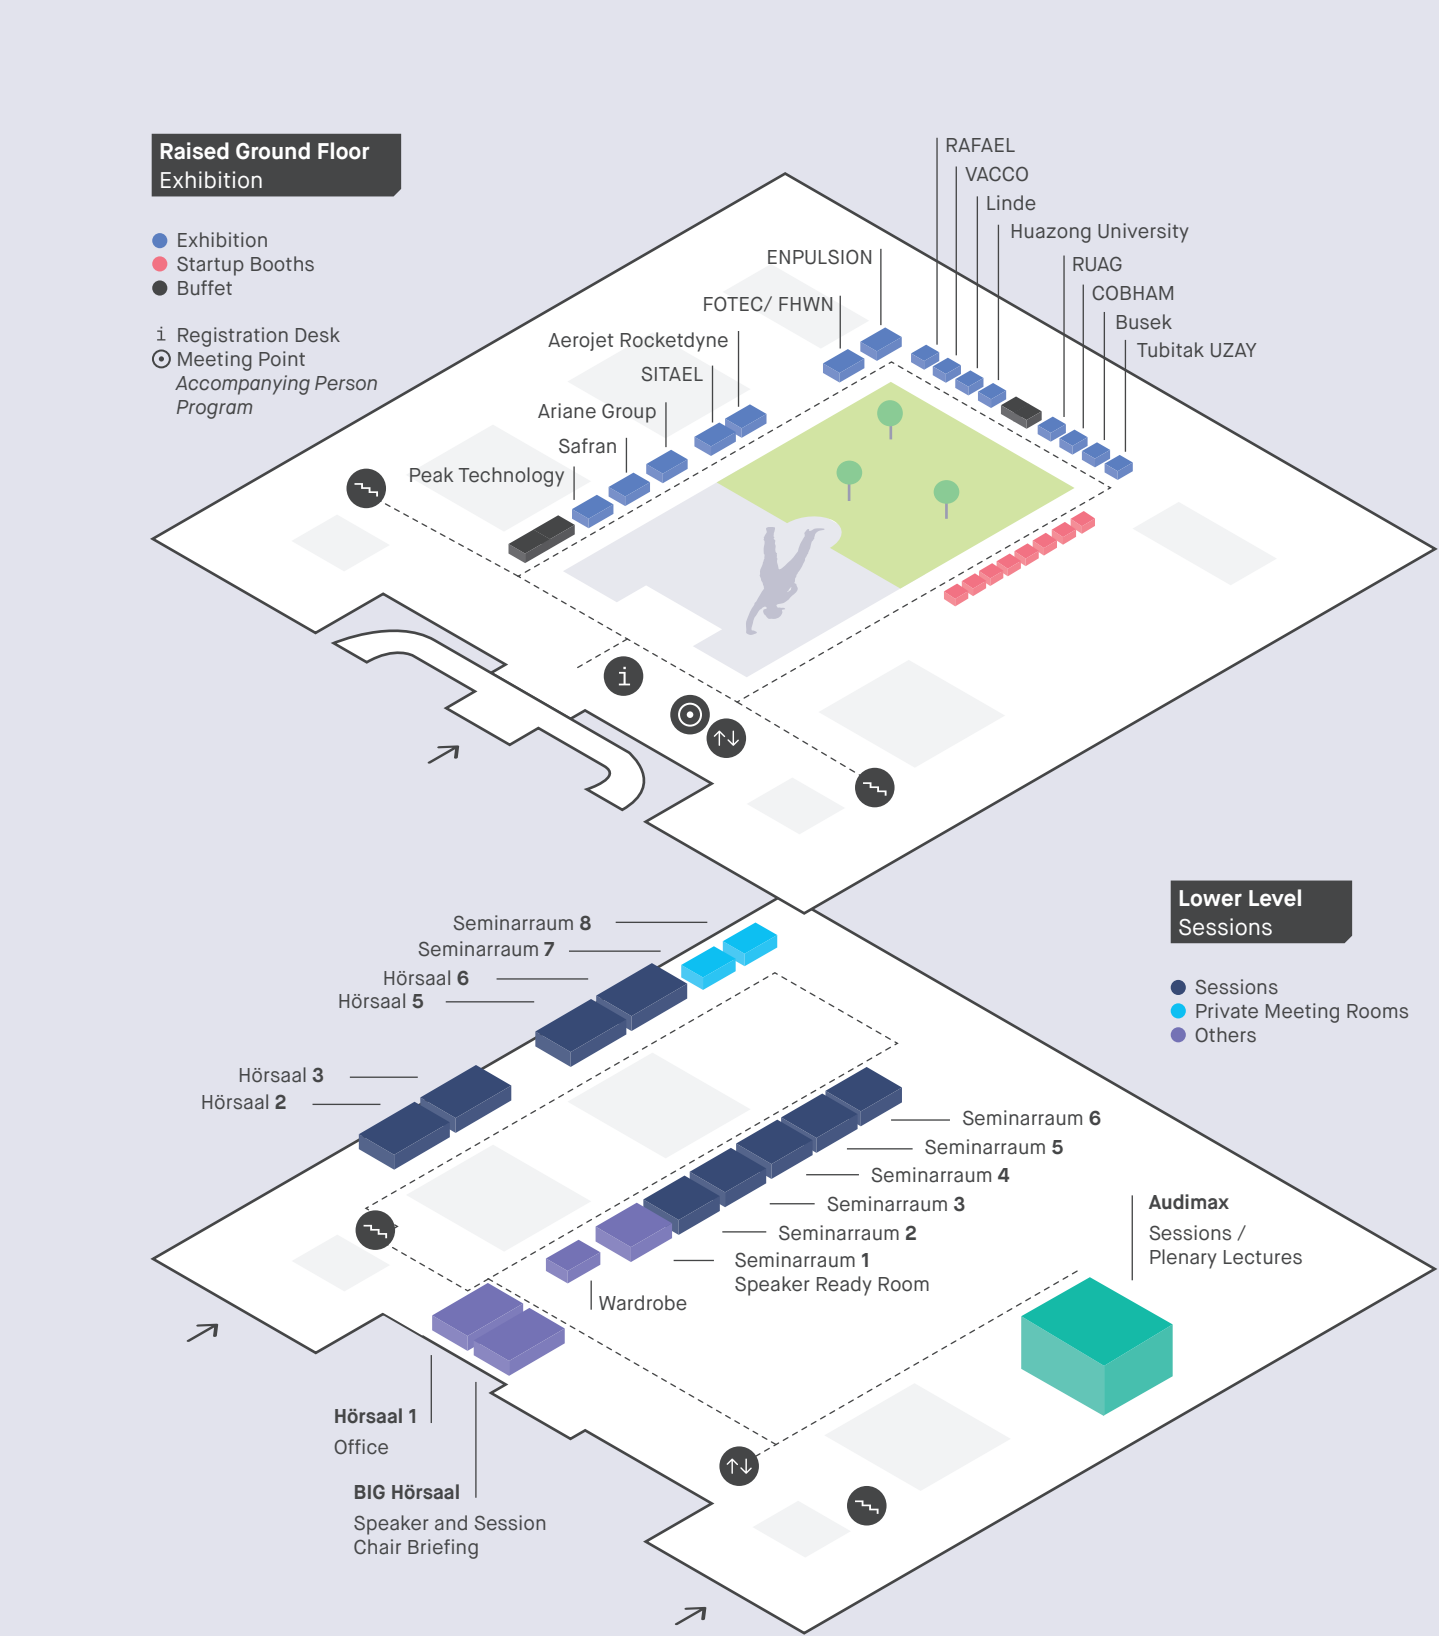 Raised Ground Floor
Exhibition
Exhibition
Startup Booths
Buffet
i Registration Desk
Meeting Point
Accompanying Person
Program
RAFAEL
VACCO
Linde
Huazong University
ENPULSION
RUAG
FOTEC/ FHWN
COBHAM
Busek
Aerojet Rocketdyne
Tubitak UZAY
SITAEL
Ariane Group
Safran
Peak Technology
i
Lower Level
Sessions
Sessions
Private Meeting Rooms
Others
Seminarraum 8
Seminarraum 7
Hörsaal 6
Hörsaal 5
Hörsaal 3
Hörsaal 2
Seminarraum 6
Seminarraum 5
Seminarraum 4
Seminarraum 3
Seminarraum 2
Seminarraum 1
Speaker Ready Room
Wardrobe
Audimax
Sessions /
Plenary Lectures
Hörsaal 1
Office
BIG Hörsaal
Speaker and Session
Chair Briefing